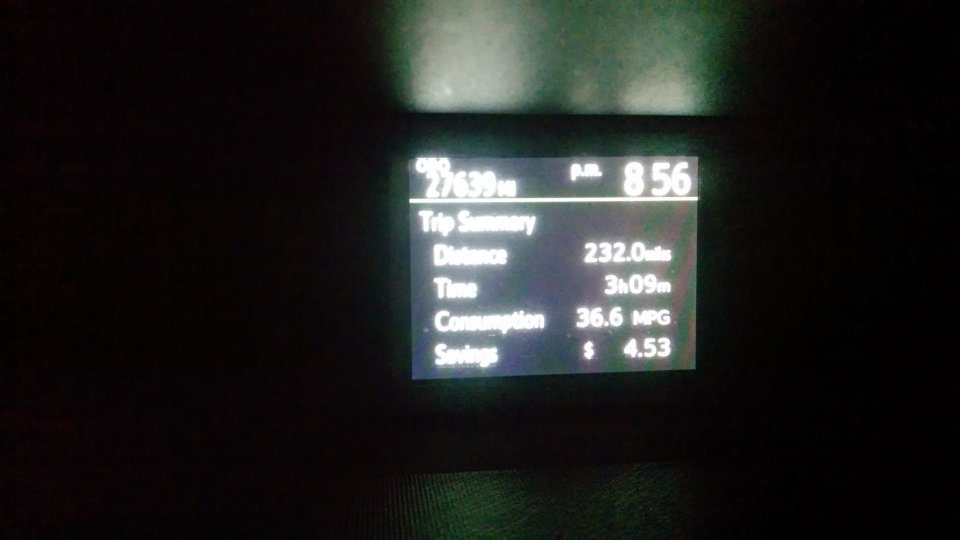 ODO p.m. 8:56
27639 MI
Trip Summary
Distance 232.0 miles
Time 3h09m
Consumption 36.6 MPG
Savings $ 4.53